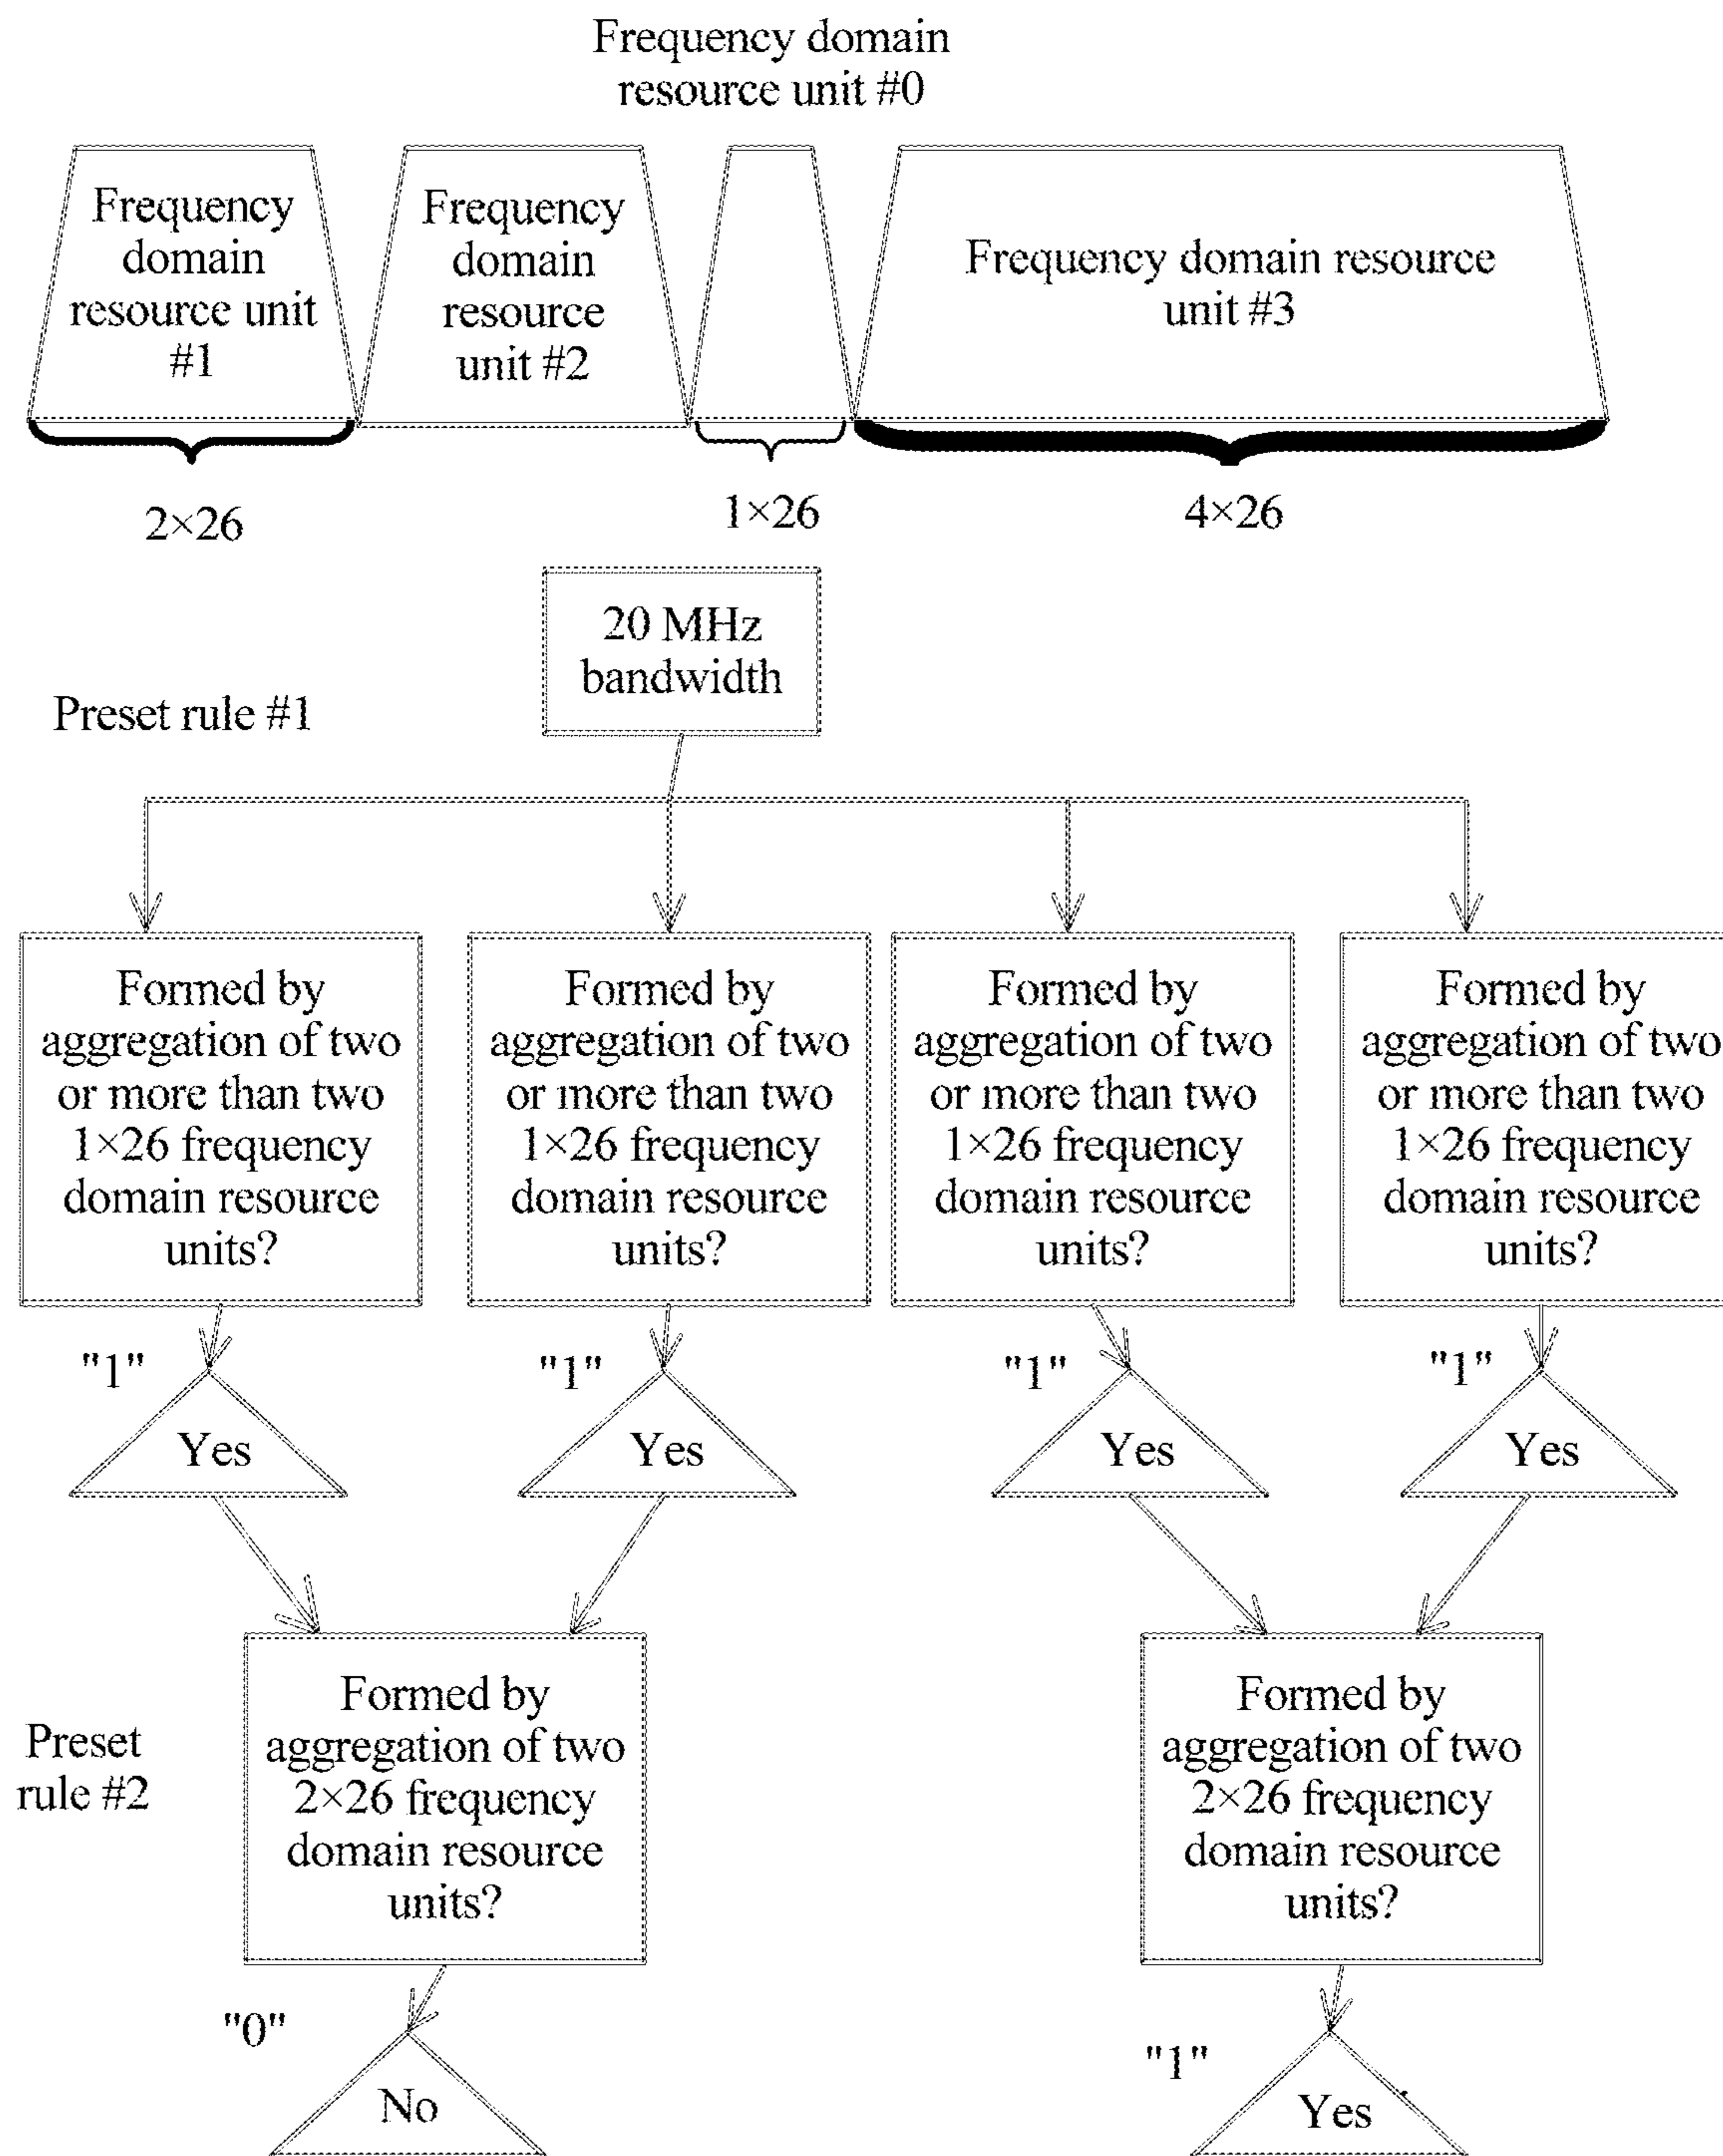 Frequency domain
resource unit #0
Frequency
domain
resource unit
#1
Frequency
domain
resource
unit #2
Frequency domain resource
unit #3
2×26
1×26
4×26
20 MHz
bandwidth
Preset rule #1
Formed by
aggregation of two
or more than two
1×26 frequency
domain resource
units?
Formed by
aggregation of two
or more than two
1×26 frequency
domain resource
units?
Formed by
aggregation of two
or more than two
1×26 frequency
domain resource
units?
Formed by
aggregation of two
or more than two
1×26 frequency
domain resource
units?
"1"
Yes
"1"
Yes
"1"
Yes
"1"
Yes
Preset
rule #2
Formed by
aggregation of two
2×26 frequency
domain resource
units?
Formed by
aggregation of two
2×26 frequency
domain resource
units?
"0"
No
"1"
Yes